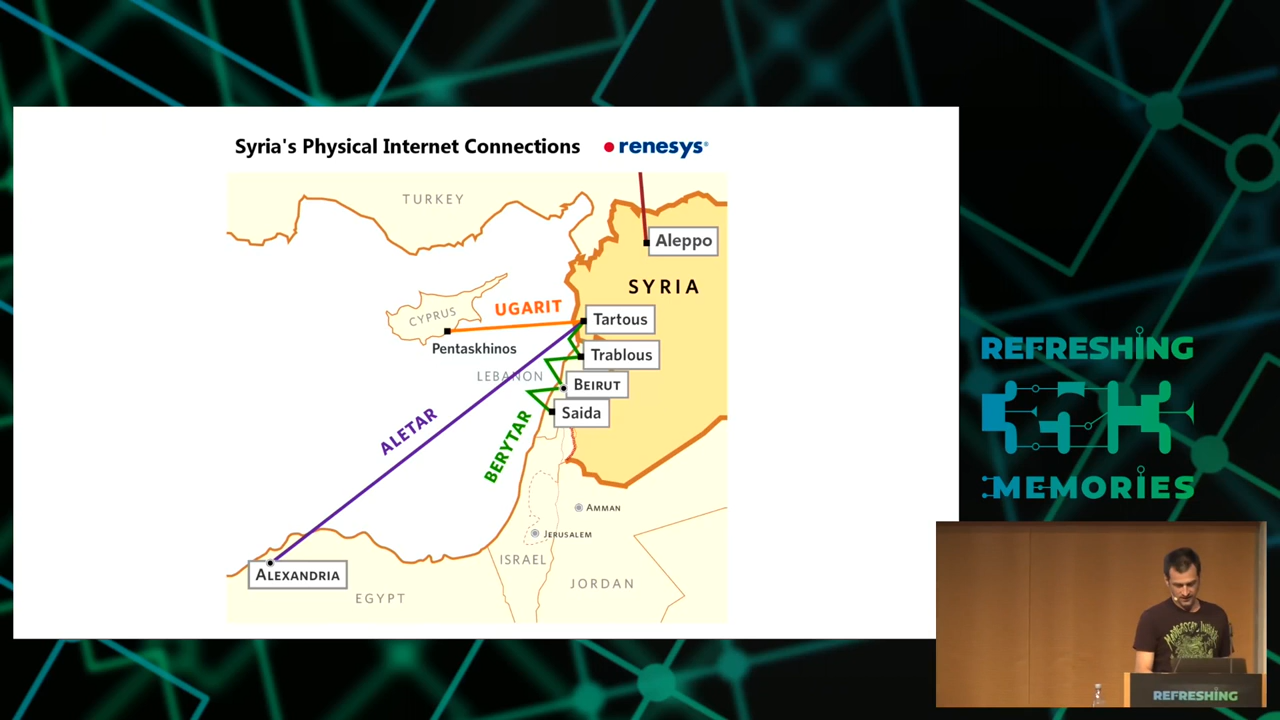 Syria's Physical Internet Connections
renesys
TURKEY
Aleppo
SYRIA
UGARIT
CYPRUS
Tartous
Pentaskhinos
Trablous
LEBANON
BEIRUT
Saida
ALETAR
BERYTAR
AMMAN
JERUSALEM
ISRAEL
ALEXANDRIA
JORDAN
EGYPT
REFRESHING
MEMORIES
REFRESHING